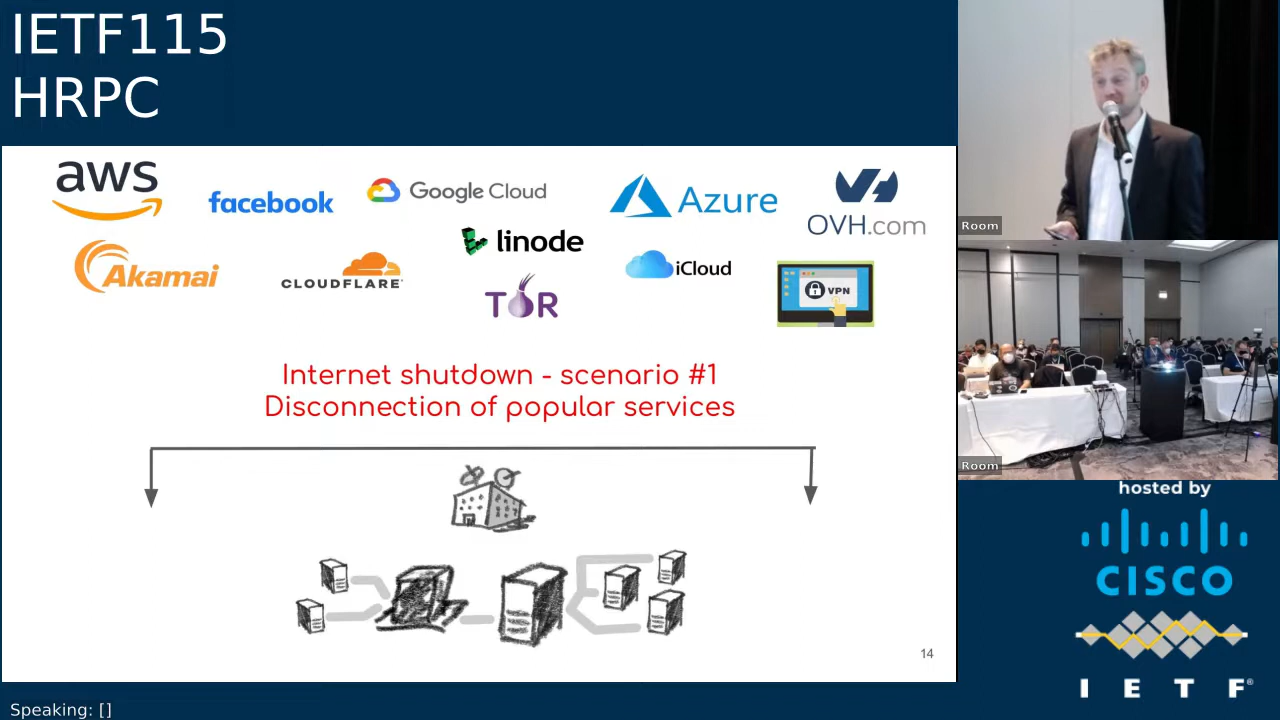 IETF115
HRPC
aws
facebook
Google Cloud
Azure
OVH.com
Akamai
CLOUDFLARE
linode
iCloud
TOR
VPN
Internet shutdown - scenario #1
Disconnection of popular services
14
Room
Room
hosted by
CISCO
I E T F®
Speaking: []